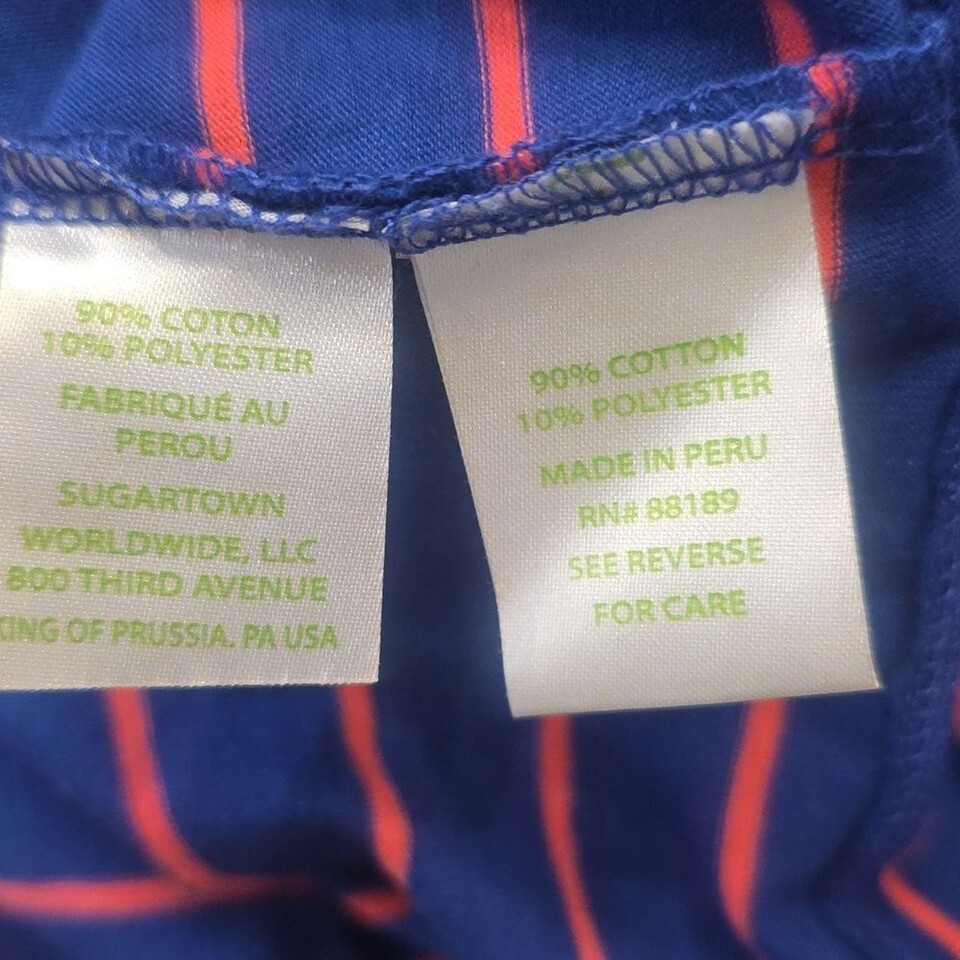 90% COTON
10% POLYESTER
FABRIQUÉ AU
PEROU
SUGARTOWN
WORLDWIDE, LLC
800 THIRD AVENUE
KING OF PRUSSIA. PA USA
90% COTTON
10% POLYESTER
MADE IN PERU
RN# 88189
SEE REVERSE
FOR CARE